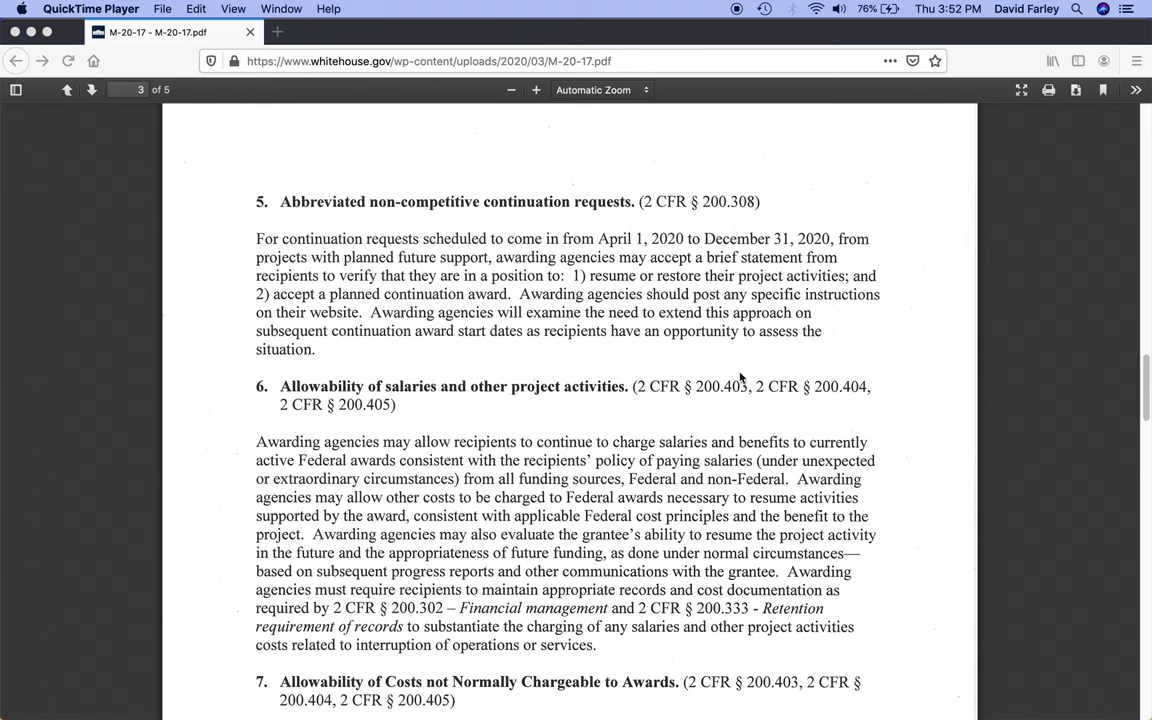 QuickTime Player File Edit View Window Help 76% Thu 3:52 PM David Farley
M-20-17 - M-20-17.pdf
https://www.whitehouse.gov/wp-content/uploads/2020/03/M-20-17.pdf
3 of 5 Automatic Zoom
5. Abbreviated non-competitive continuation requests. (2 CFR § 200.308)
For continuation requests scheduled to come in from April 1, 2020 to December 31, 2020, from
projects with planned future support, awarding agencies may accept a brief statement from
recipients to verify that they are in a position to: 1) resume or restore their project activities; and
2) accept a planned continuation award. Awarding agencies should post any specific instructions
on their website. Awarding agencies will examine the need to extend this approach on
subsequent continuation award start dates as recipients have an opportunity to assess the
situation.
6. Allowability of salaries and other project activities. (2 CFR § 200.403, 2 CFR § 200.404,
2 CFR § 200.405)
Awarding agencies may allow recipients to continue to charge salaries and benefits to currently
active Federal awards consistent with the recipients' policy of paying salaries (under unexpected
or extraordinary circumstances) from all funding sources, Federal and non-Federal. Awarding
agencies may allow other costs to be charged to Federal awards necessary to resume activities
supported by the award, consistent with applicable Federal cost principles and the benefit to the
project. Awarding agencies may also evaluate the grantee's ability to resume the project activity
in the future and the appropriateness of future funding, as done under normal circumstances—
based on subsequent progress reports and other communications with the grantee. Awarding
agencies must require recipients to maintain appropriate records and cost documentation as
required by 2 CFR § 200.302 – Financial management and 2 CFR § 200.333 - Retention
requirement of records to substantiate the charging of any salaries and other project activities
costs related to interruption of operations or services.
7. Allowability of Costs not Normally Chargeable to Awards. (2 CFR § 200.403, 2 CFR §
200.404, 2 CFR § 200.405)